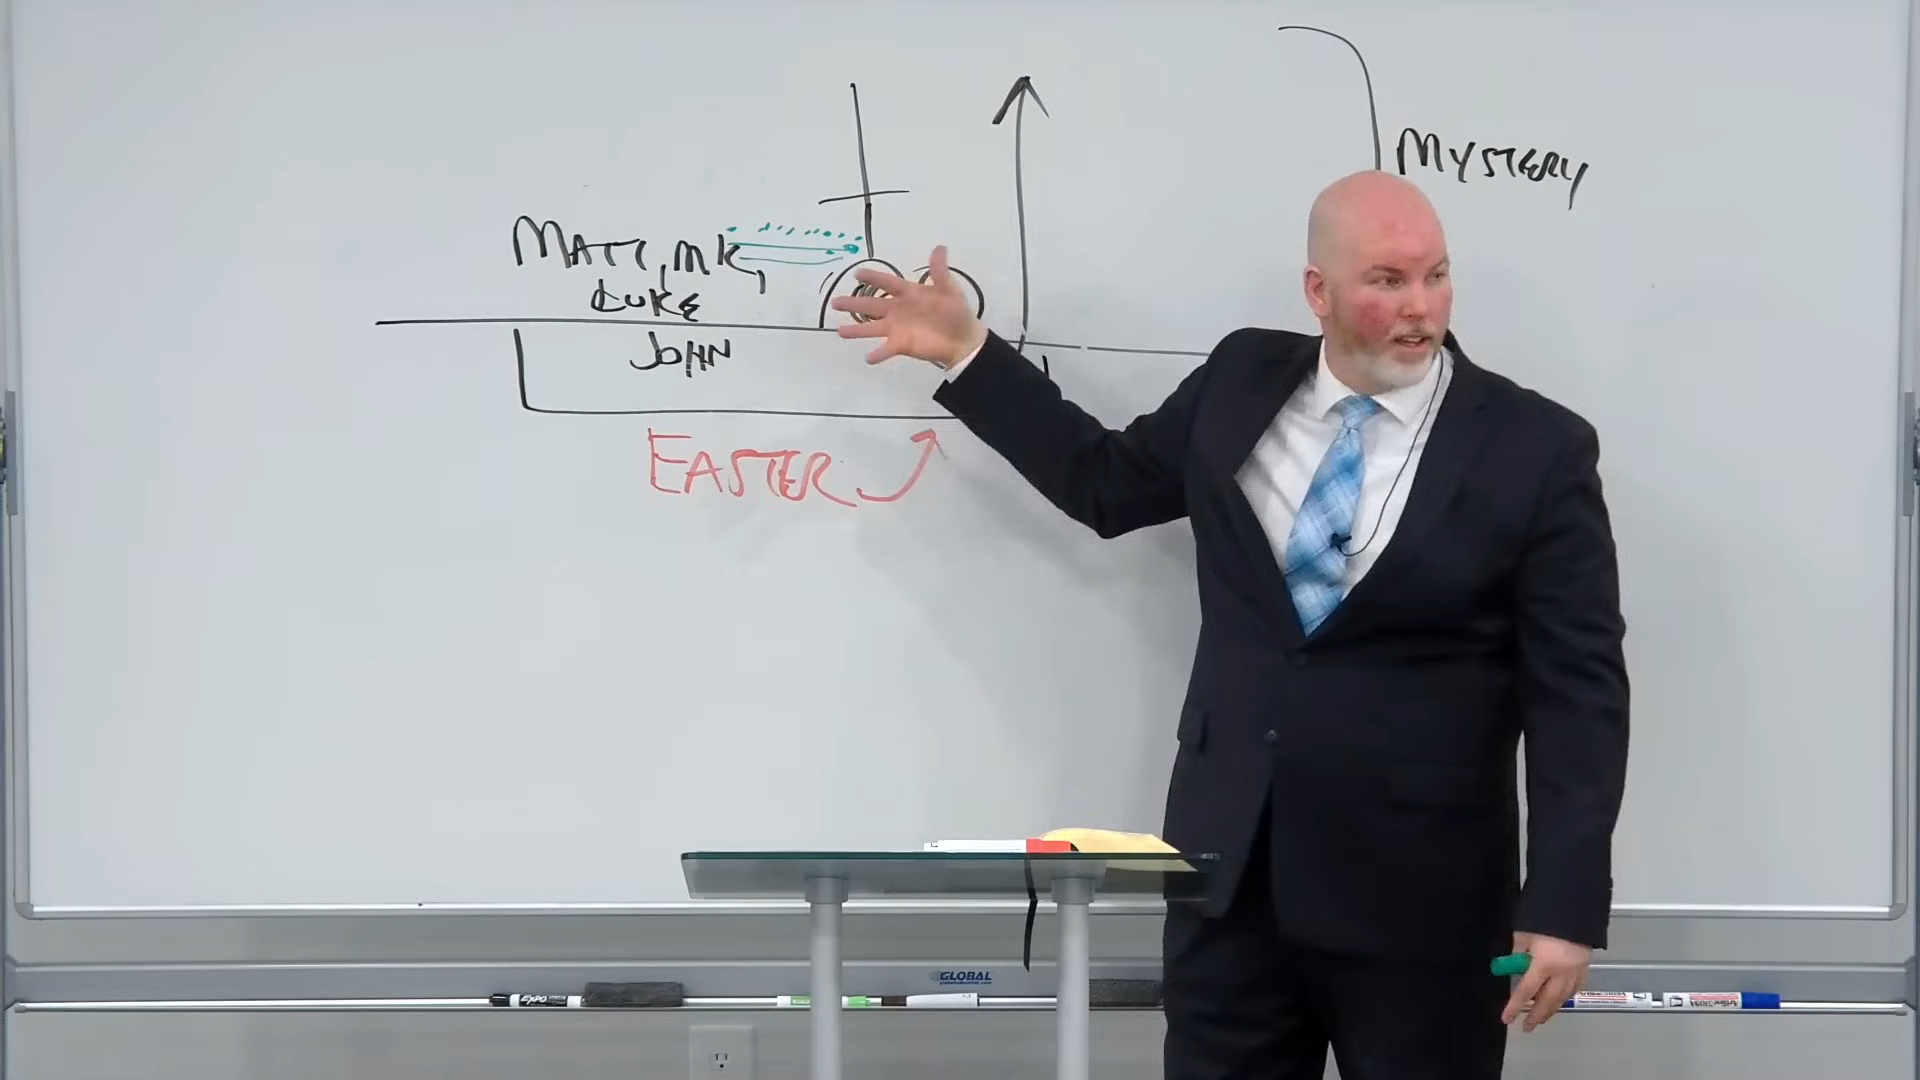 MYSTERY
MATT, MK,
LUKE
JOHN
EASTER
GLOBAL
EXPO